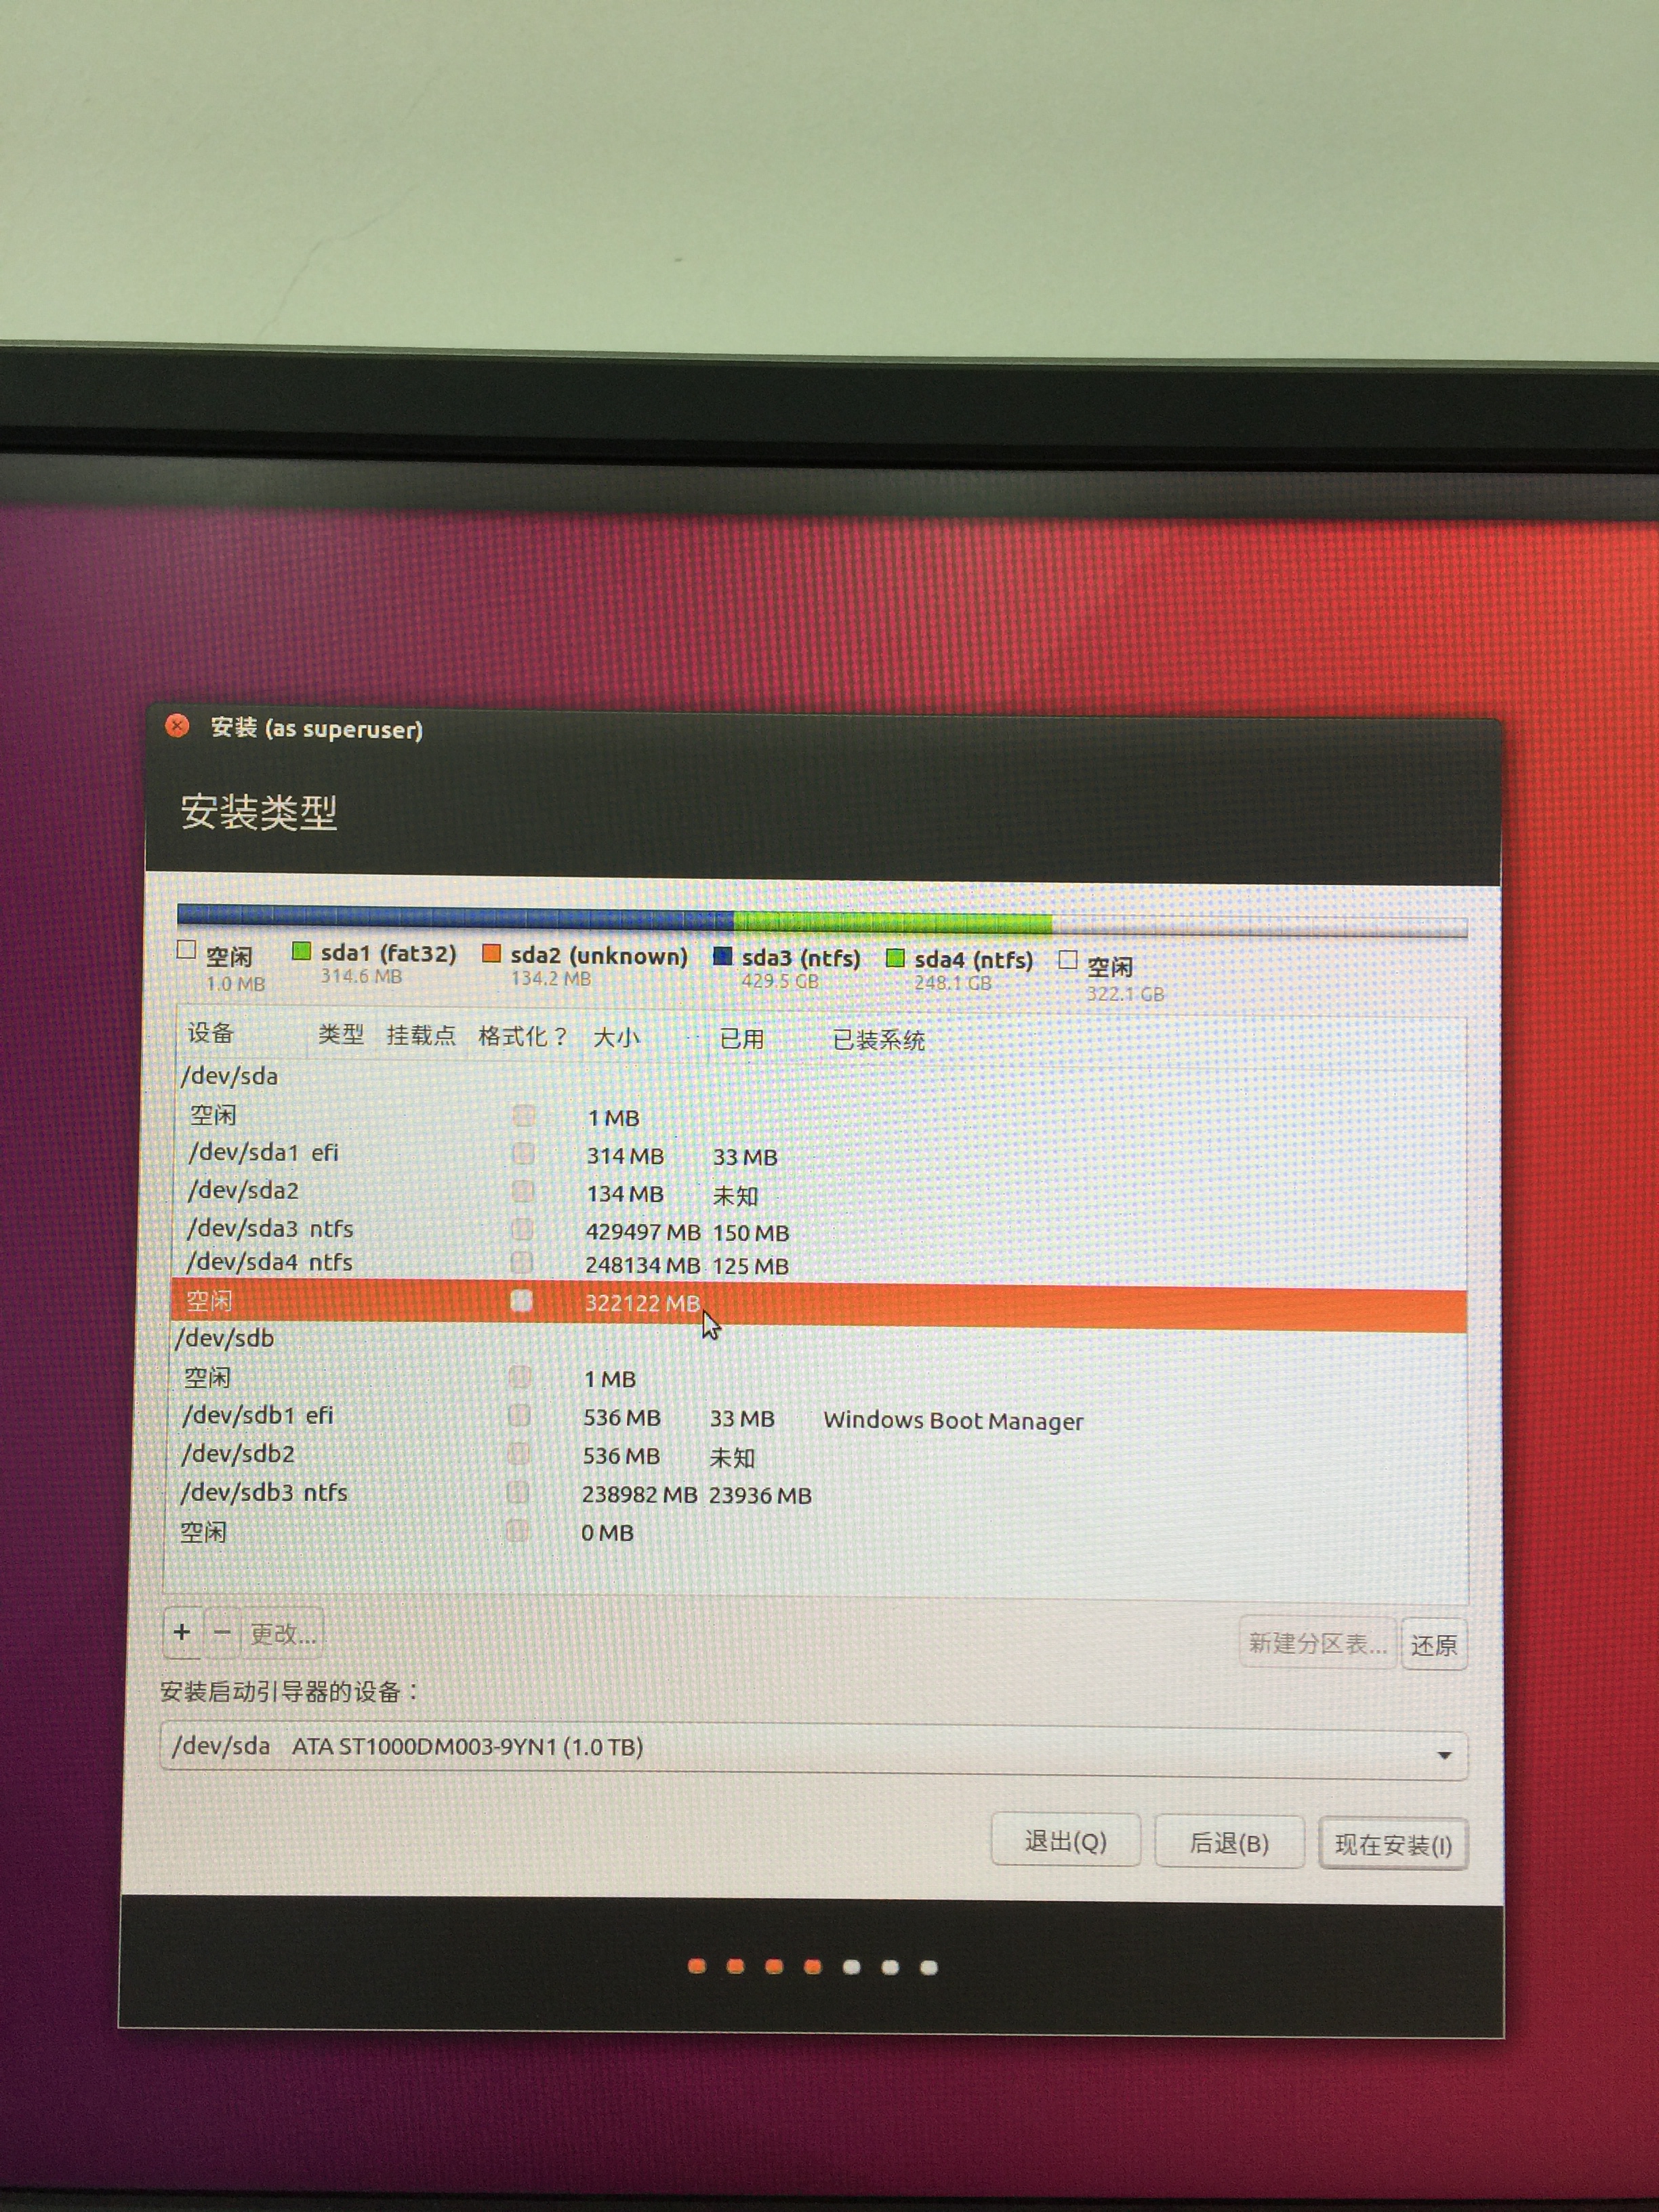 安装 (as superuser)
安装类型
空闲 sda1 (fat32) sda2 (unknown) sda3 (ntfs) sda4 (ntfs) 空闲
1.0 MB 314.6 MB 134.2 MB 429.5 GB 248.1 GB 322.1 GB
设备 类型 挂载点 格式化？ 大小 已用 已装系统
/dev/sda
空闲 1 MB
/dev/sda1 efi 314 MB 33 MB
/dev/sda2 134 MB 未知
/dev/sda3 ntfs 429497 MB 150 MB
/dev/sda4 ntfs 248134 MB 125 MB
空闲 322122 MB
/dev/sdb
空闲 1 MB
/dev/sdb1 efi 536 MB 33 MB Windows Boot Manager
/dev/sdb2 536 MB 未知
/dev/sdb3 ntfs 238982 MB 23936 MB
空闲 0 MB
+ − 更改... 新建分区表... 还原
安装启动引导器的设备：
/dev/sda ATA ST1000DM003-9YN1 (1.0 TB)
退出(Q) 后退(B) 现在安装(I)